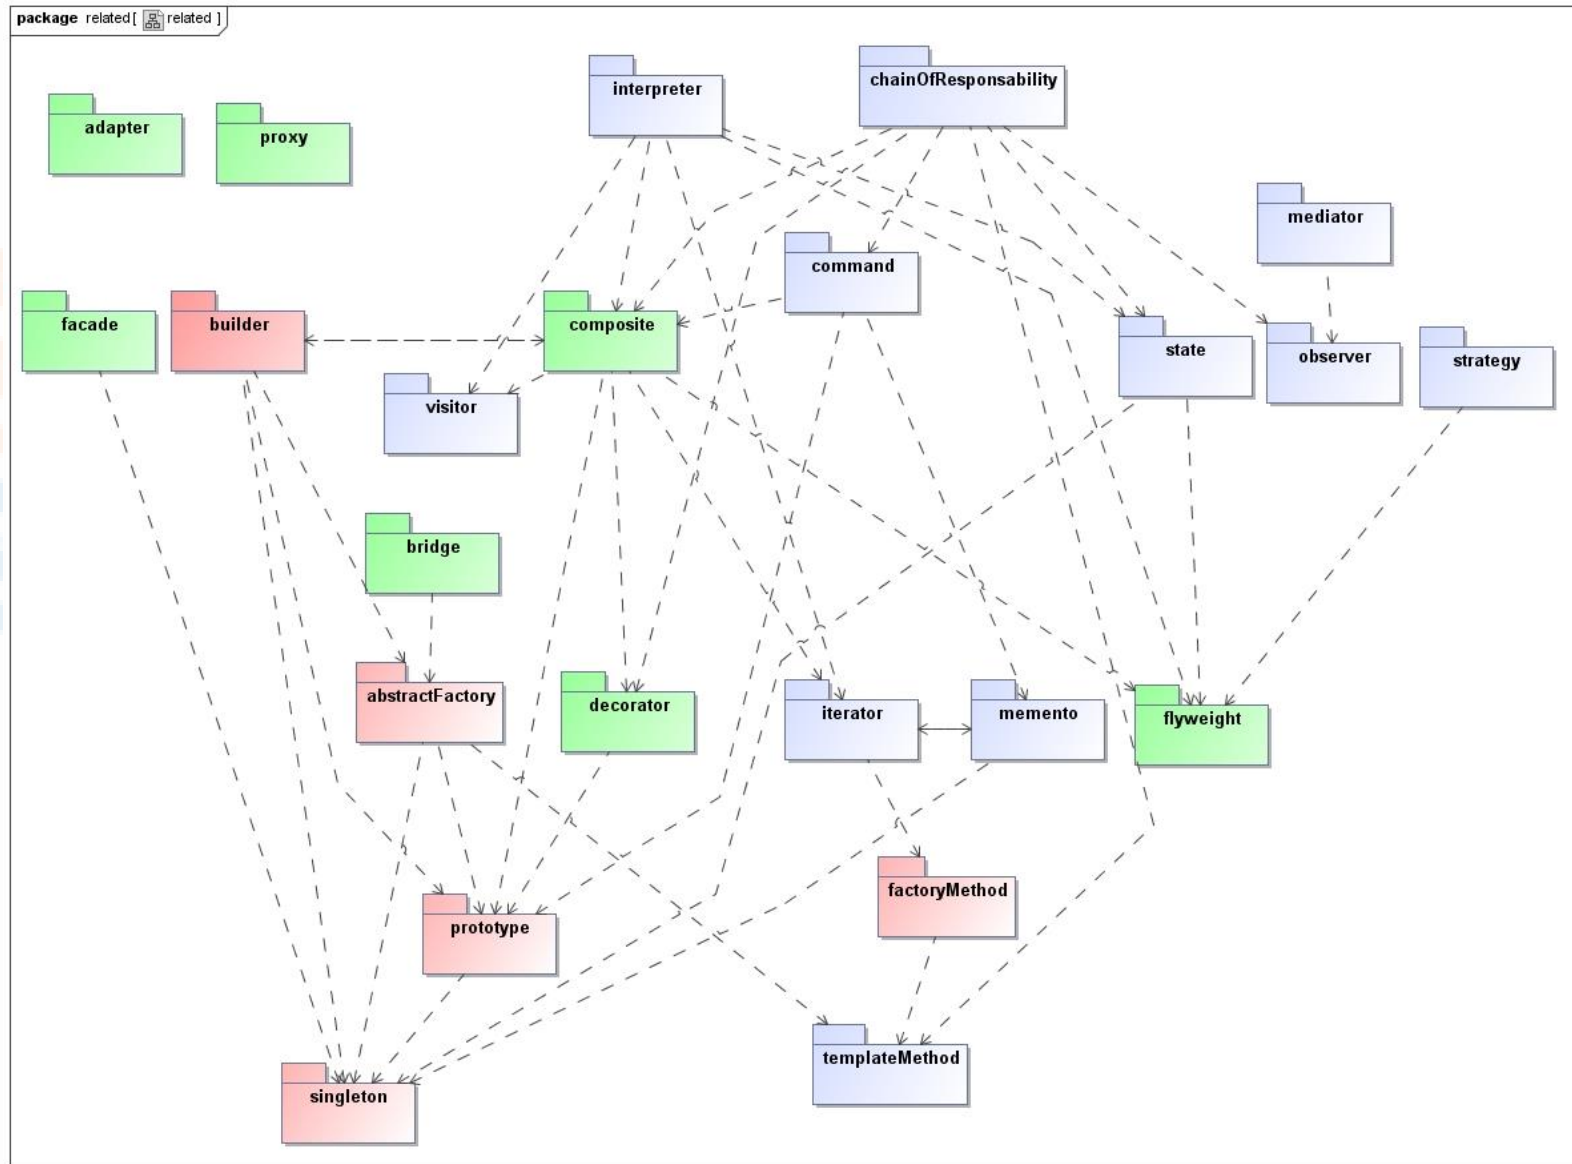 package related [ related ]
interpreter
chainOfResponsability
adapter
proxy
mediator
command
facade
builder
composite
state
observer
strategy
visitor
bridge
abstractFactory
decorator
iterator
memento
flyweight
factoryMethod
prototype
templateMethod
singleton